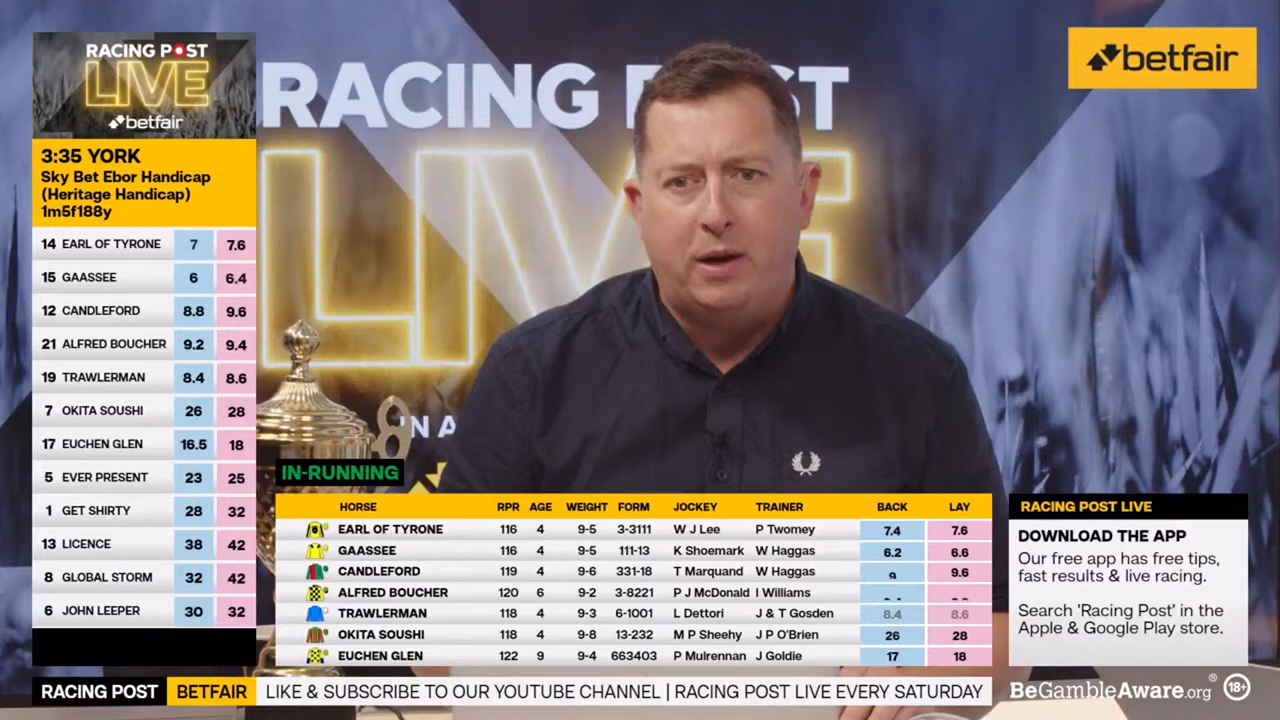 RACING POST
LIVE
betfair
3:35 YORK
Sky Bet Ebor Handicap
(Heritage Handicap)
1m5f188y
14 EARL OF TYRONE 7 7.6
15 GAASSEE 6 6.4
12 CANDLEFORD 8.8 9.6
21 ALFRED BOUCHER 9.2 9.4
19 TRAWLERMAN 8.4 8.6
7 OKITA SOUSHI 26 28
17 EUCHEN GLEN 16.5 18
5 EVER PRESENT 23 25
1 GET SHIRTY 28 32
13 LICENCE 38 42
8 GLOBAL STORM 32 42
6 JOHN LEEPER 30 32
RACING P ST
LIV
IN A
betfair
IN-RUNNING
HORSE RPR AGE WEIGHT FORM JOCKEY TRAINER BACK LAY
EARL OF TYRONE 116 4 9-5 3-3111 W J Lee P Twomey 7.4 7.6
GAASSEE 116 4 9-5 111-13 K Shoemark W Haggas 6.2 6.6
CANDLEFORD 119 4 9-6 331-18 T Marquand W Haggas 9.6
ALFRED BOUCHER 120 6 9-2 3-8221 P J McDonald I Williams
TRAWLERMAN 118 4 9-3 6-1001 L Dettori J & T Gosden 8.4 8.6
OKITA SOUSHI 118 4 9-8 13-232 M P Sheehy J P O'Brien 26 28
EUCHEN GLEN 122 9 9-4 663403 P Mulrennan J Goldie 17 18
RACING POST LIVE
DOWNLOAD THE APP
Our free app has free tips,
fast results & live racing.
Search 'Racing Post' in the
Apple & Google Play store.
RACING POST BETFAIR LIKE & SUBSCRIBE TO OUR YOUTUBE CHANNEL | RACING POST LIVE EVERY SATURDAY
BeGambleAware.org® 18+